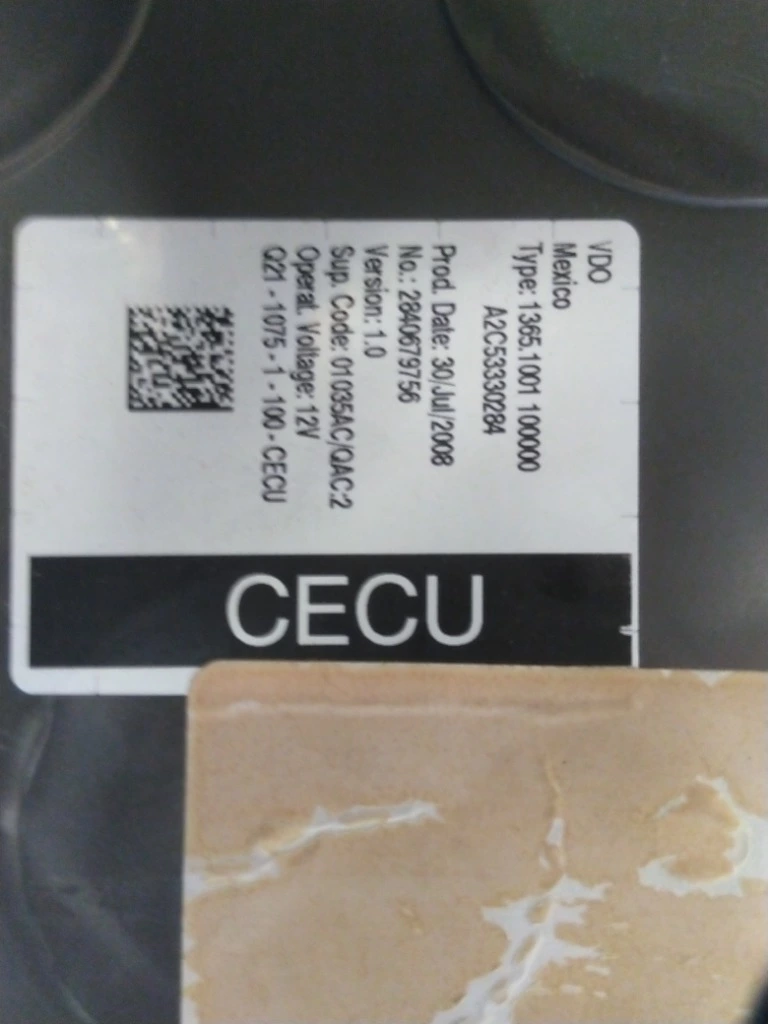 VDO
Mexico
Type: 1365.1001 100000
A2C53330284
Prod. Date: 30/Jul/2008
No.: 2840679756
Version: 1.0
Sup. Code: 01035AC/QAC:2
Operat. Voltage: 12V
Q21 - 1075 - 1 - 100 - CECU
CECU